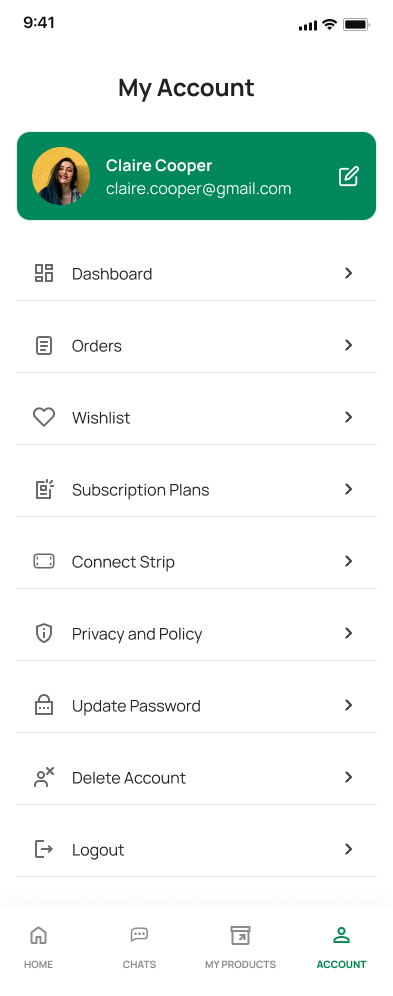 9:41
My Account
Claire Cooper
claire.cooper@gmail.com
Dashboard
Orders
Wishlist
Subscription Plans
Connect Strip
Privacy and Policy
Update Password
Delete Account
Logout
HOME CHATS MY PRODUCTS ACCOUNT